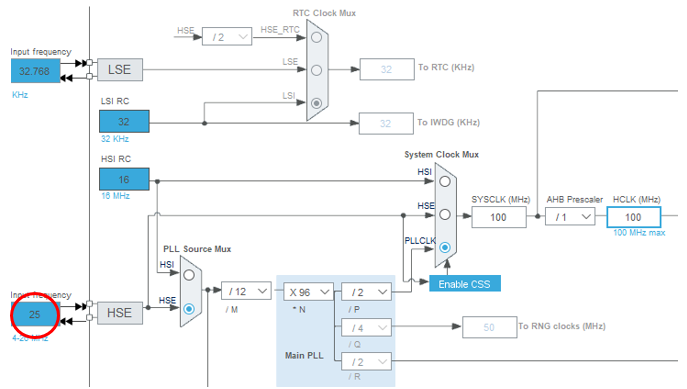 RTC Clock Mux
HSE
/ 2
HSE_RTC
Input frequency
32.768
KHz
LSE
LSE
32
To RTC (KHz)
LSI RC
32
32 KHz
LSI
32
To IWDG (KHz)
HSI RC
16
16 MHz
System Clock Mux
HSI
HSE
PLLCLK
SYSCLK (MHz)
100
AHB Prescaler
/ 1
HCLK (MHz)
100
100 MHz max
Enable CSS
PLL Source Mux
HSI
HSE
Input frequency
25
HSE
/ 12
/ M
X 96
* N
/ 2
/ P
/ 4
/ Q
50
To RNG clocks (MHz)
Main PLL
/ 2
/ R